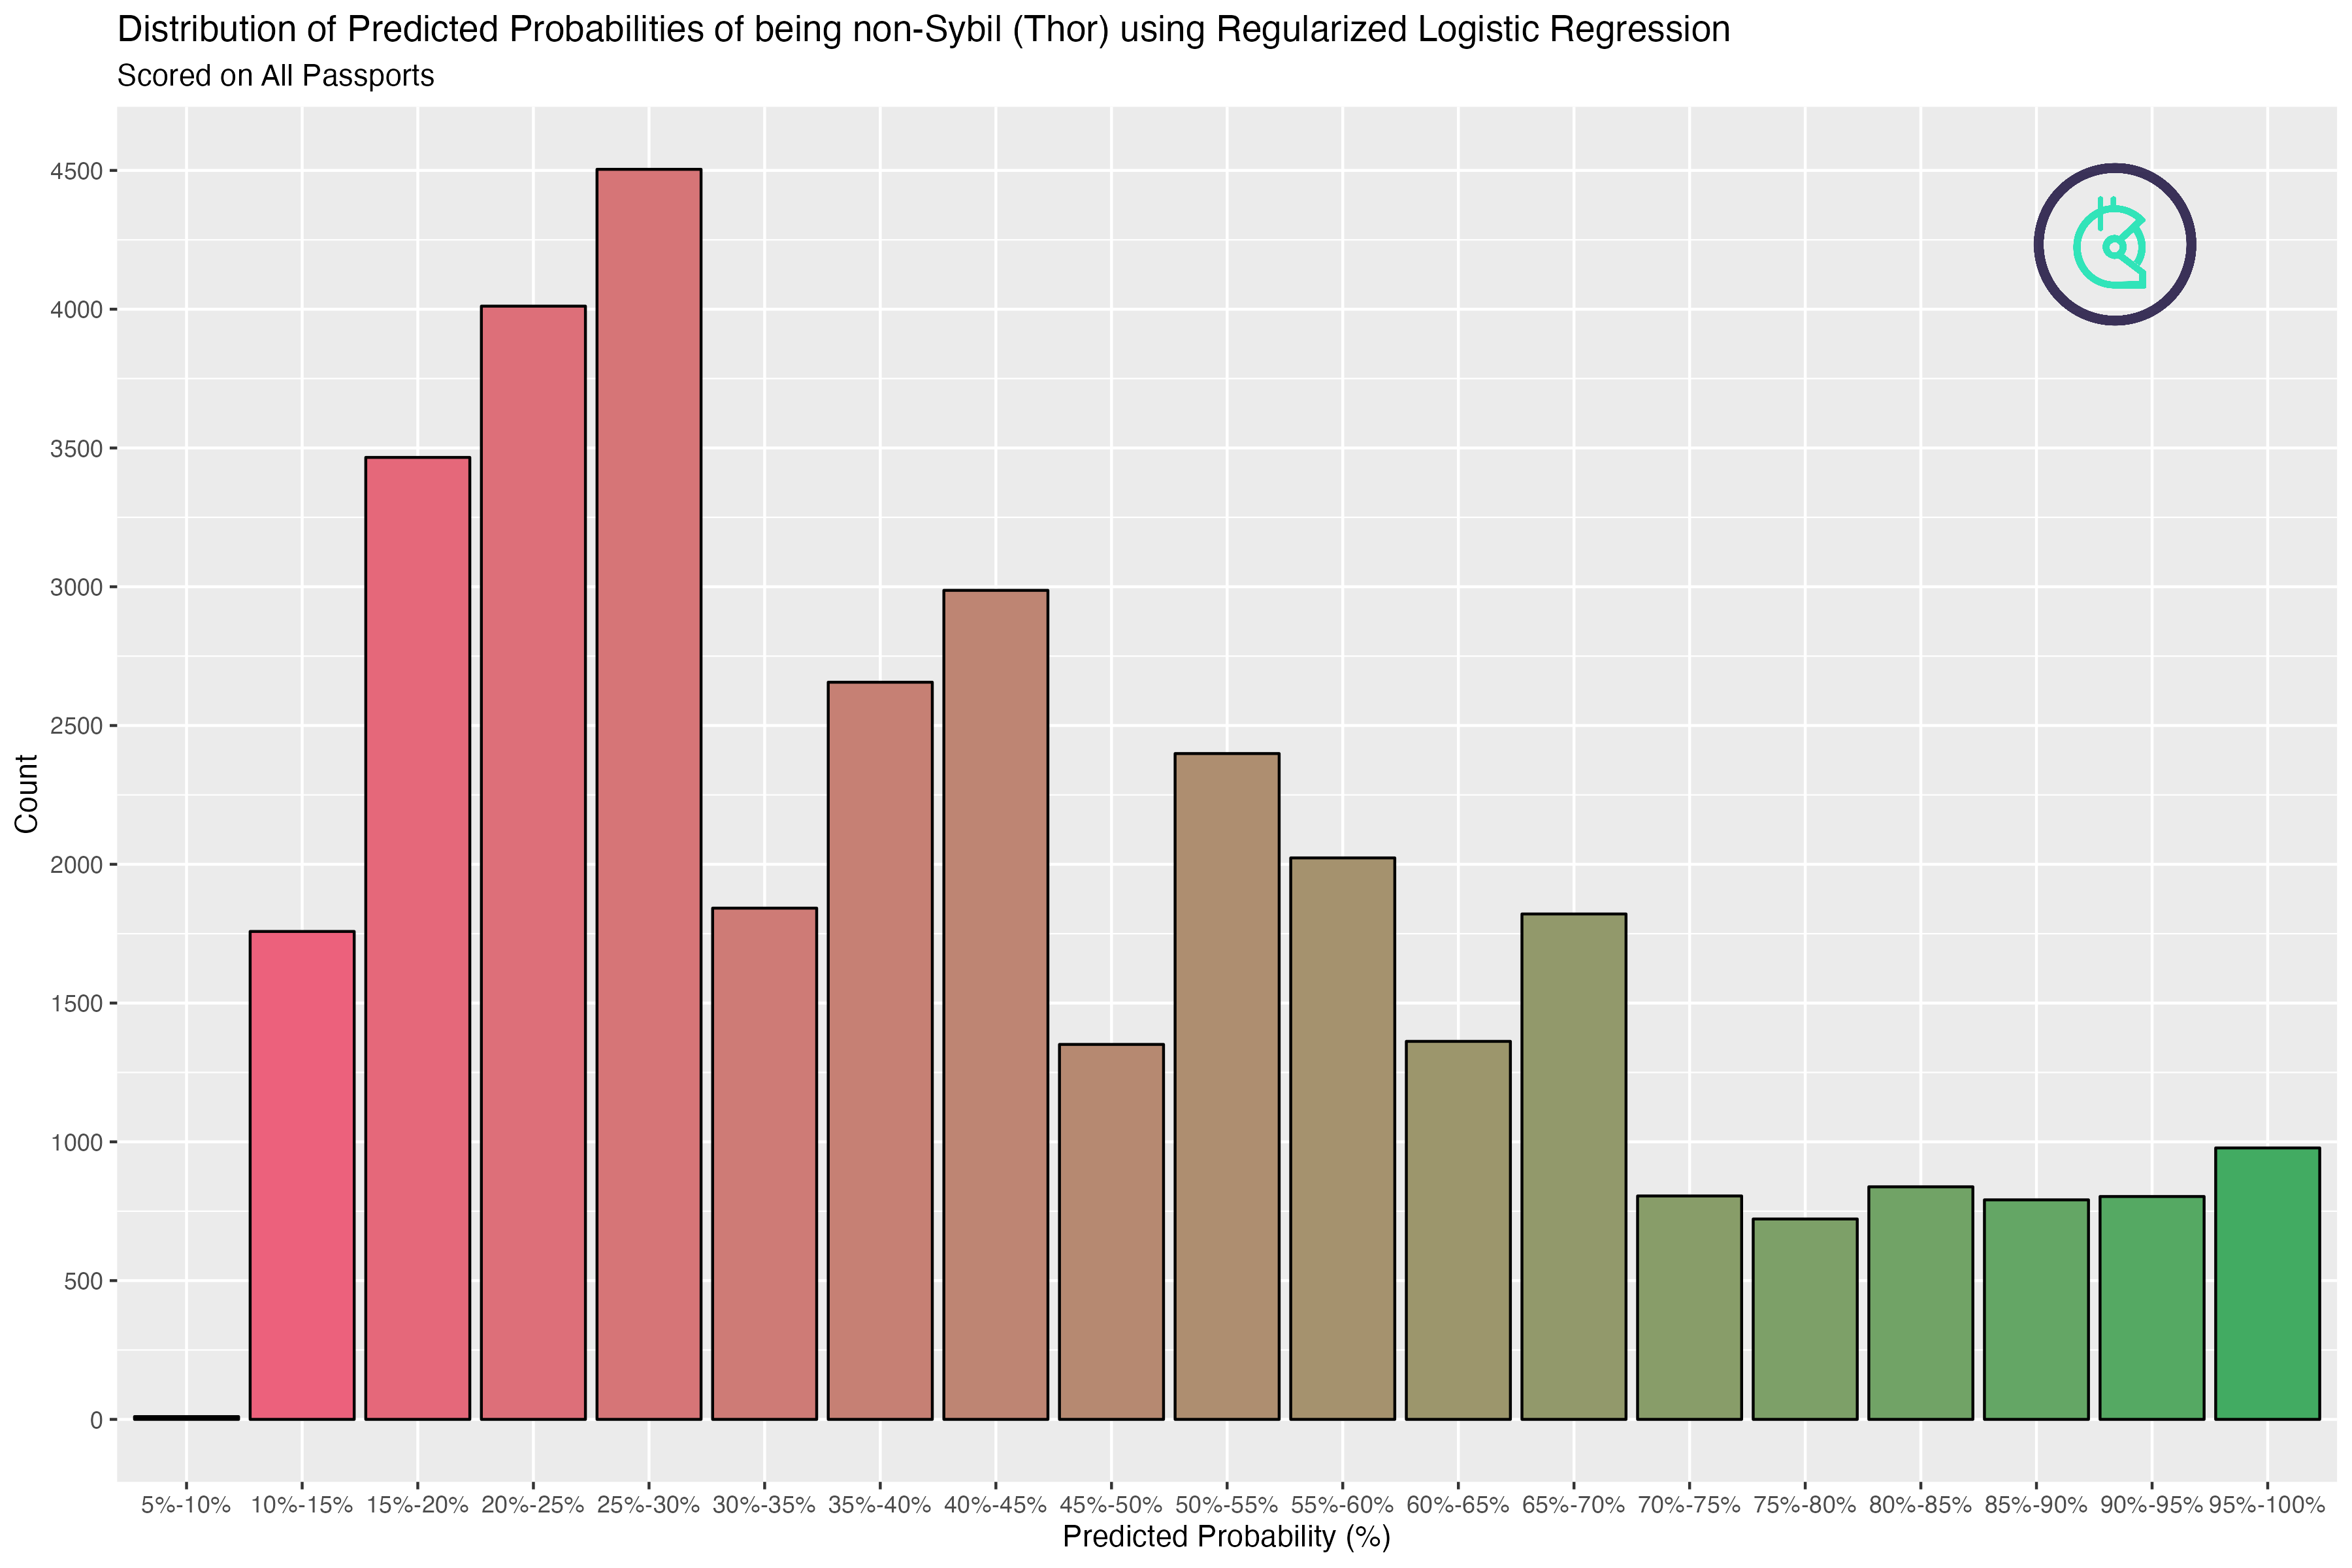 Distribution of Predicted Probabilities of being non-Sybil (Thor) using Regularized Logistic Regression
Scored on All Passports
4500
4000
3500
3000
2500
2000
1500
1000
500
0
Count
5%-10% 10%-15% 15%-20% 20%-25% 25%-30% 30%-35% 35%-40% 40%-45% 45%-50% 50%-55% 55%-60% 60%-65% 65%-70% 70%-75% 75%-80% 80%-85% 85%-90% 90%-95% 95%-100%
Predicted Probability (%)